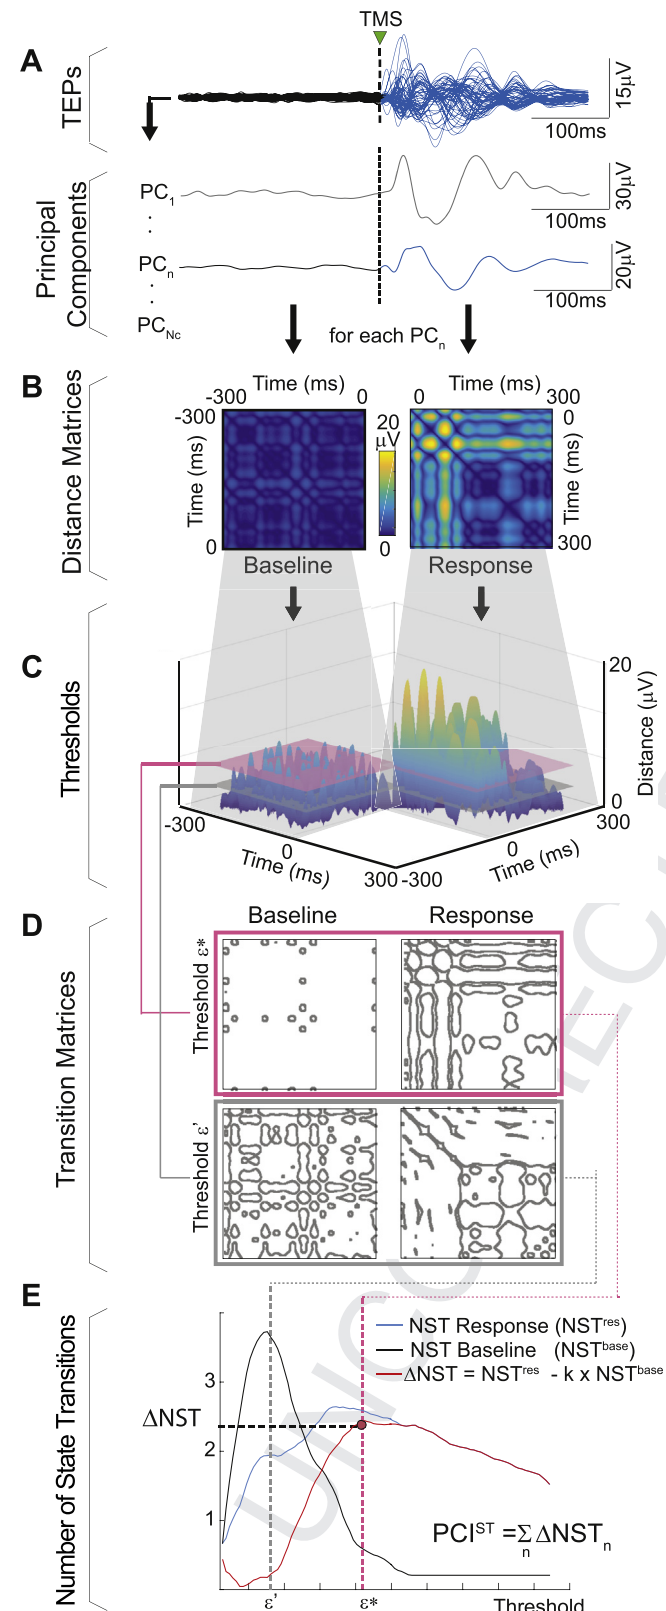 TMS
A
TEPs
15μV
100ms
Principal
Components
PC1
30μV
100ms
PCn
20μV
100ms
PCNc
for each PCn
B
Distance Matrices
Time (ms)
-300 0
-300
Time (ms)
0
20
μV
0
Time (ms)
0 300
0
Time (ms)
300
Baseline
Response
C
Thresholds
20
Distance (μV)
0
-300
0
Time (ms)
300
-300
0
Time (ms)
300
D
Transition Matrices
Baseline Response
Threshold ε*
Threshold ε'
E
Number of State Transitions
NST Response (NSTres)
NST Baseline (NSTbase)
ΔNST = NSTres - k x NSTbase
3
ΔNST
2
1
PCIST = Σn ΔNSTn
ε' ε* Threshold